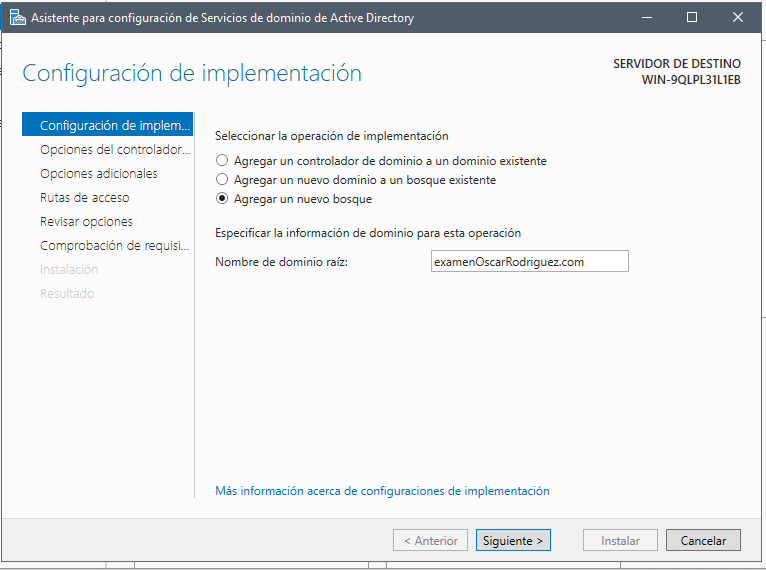 Asistente para configuración de Servicios de dominio de Active Directory
Configuración de implementación
SERVIDOR DE DESTINO
WIN-9QLPL31L1EB
Configuración de implem...
Opciones del controlador...
Opciones adicionales
Rutas de acceso
Revisar opciones
Comprobación de requisi...
Instalación
Resultado
Seleccionar la operación de implementación
Agregar un controlador de dominio a un dominio existente
Agregar un nuevo dominio a un bosque existente
Agregar un nuevo bosque
Especificar la información de dominio para esta operación
Nombre de dominio raíz: examenOscarRodriguez.com
Más información acerca de configuraciones de implementación
< Anterior Siguiente > Instalar Cancelar